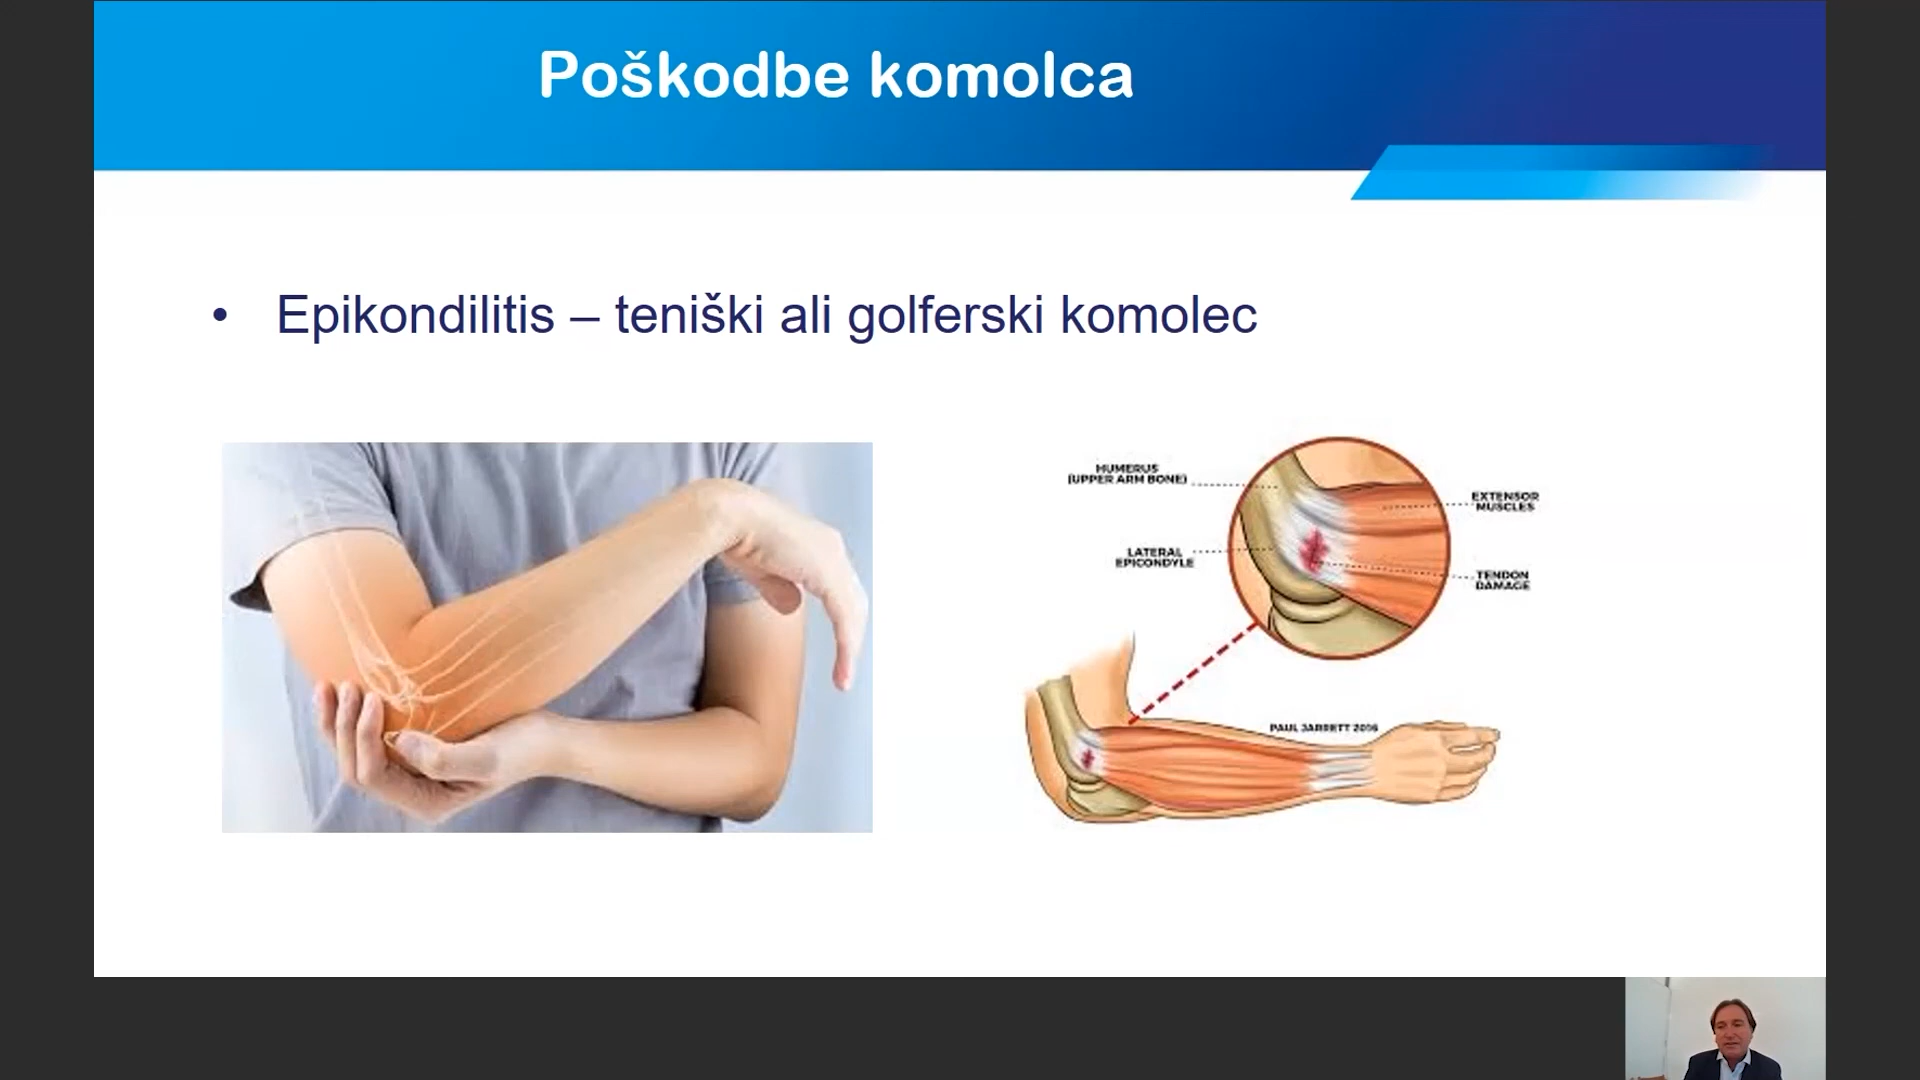 Poškodbe komolca
• Epikondilitis – teniški ali golferski komolec
HUMERUS
(UPPER ARM BONE)
EXTENSOR
MUSCLES
LATERAL
EPICONDYLE
TENDON
DAMAGE
PAUL JARRETT 2016